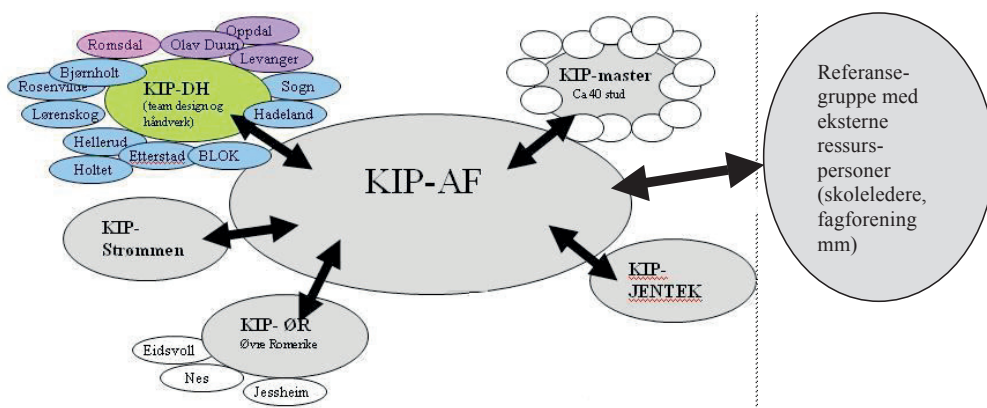 Oppdal
Romsdal
Olav Duun
Levanger
Bjørnholt
Rosenvilde
KIP-DH
(team design og
håndverk)
Sogn
Lørenskog
Hadeland
Hellerud
Etterstad
BLOK
Holtet
KIP-master
Ca 40 stud
KIP-AF
KIP-
Strømmen
KIP-
JENTEK
KIP- ØR
Øvre Romerike
Eidsvoll
Nes
Jessheim
Referanse-
gruppe med
eksterne
ressurs-
personer
(skoleledere,
fagforening
mm)